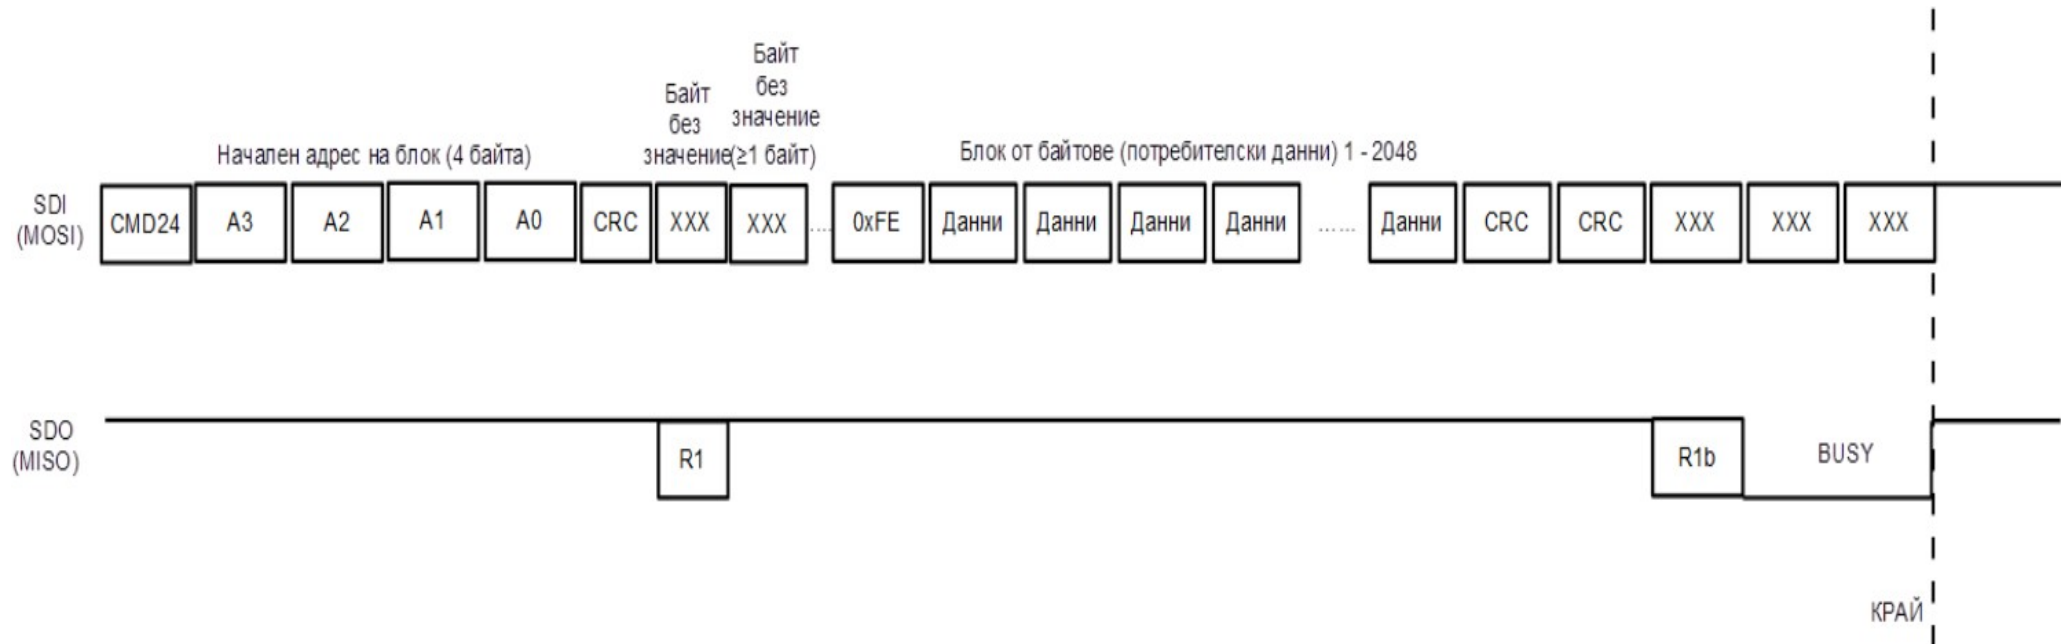 Байт
без
значение
Байт
без
значение
(≥1 байт)
Начален адрес на блок (4 байта)
Блок от байтове (потребителски данни) 1 - 2048
SDI
(MOSI)
CMD24 A3 A2 A1 A0 CRC XXX XXX .... 0xFE Данни Данни Данни Данни ...... Данни CRC CRC XXX XXX XXX
SDO
(MISO)
R1 R1b BUSY
КРАЙ